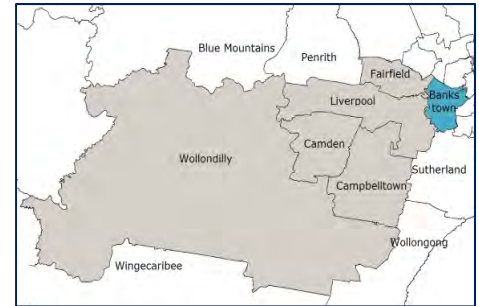 Blue Mountains
Penrith
Fairfield
Banks
town
Liverpool
Camden
Wollondilly
Sutherland
Campbelltown
Wollongong
Wingecaribee